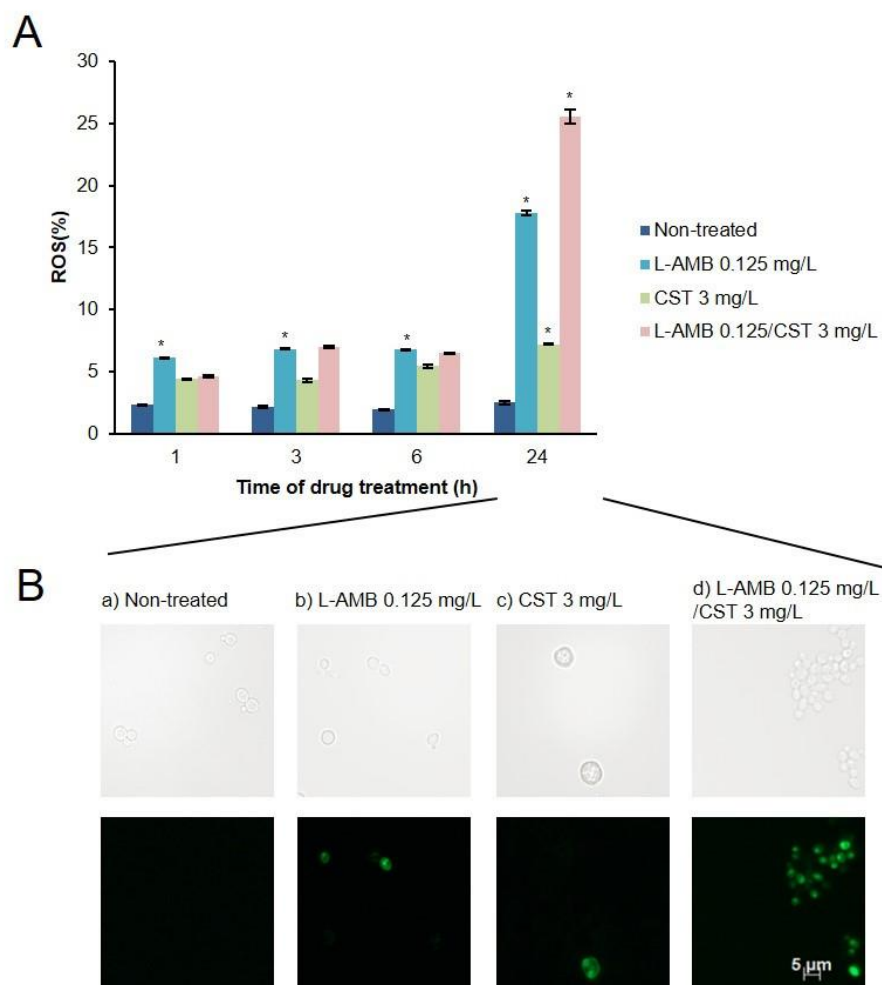 A
30
25
20
15
10
5
0
ROS(%)
*
*
*
*
*
*
1 3 6 24
Time of drug treatment (h)
Non-treated
L-AMB 0.125 mg/L
CST 3 mg/L
L-AMB 0.125/CST 3 mg/L
B
a) Non-treated
b) L-AMB 0.125 mg/L
c) CST 3 mg/L
d) L-AMB 0.125 mg/L
/CST 3 mg/L
5 µm